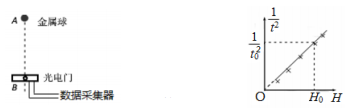 A 金属球
光电门
B
数据采集器
1/t²
1/t₀²
O H₀ H